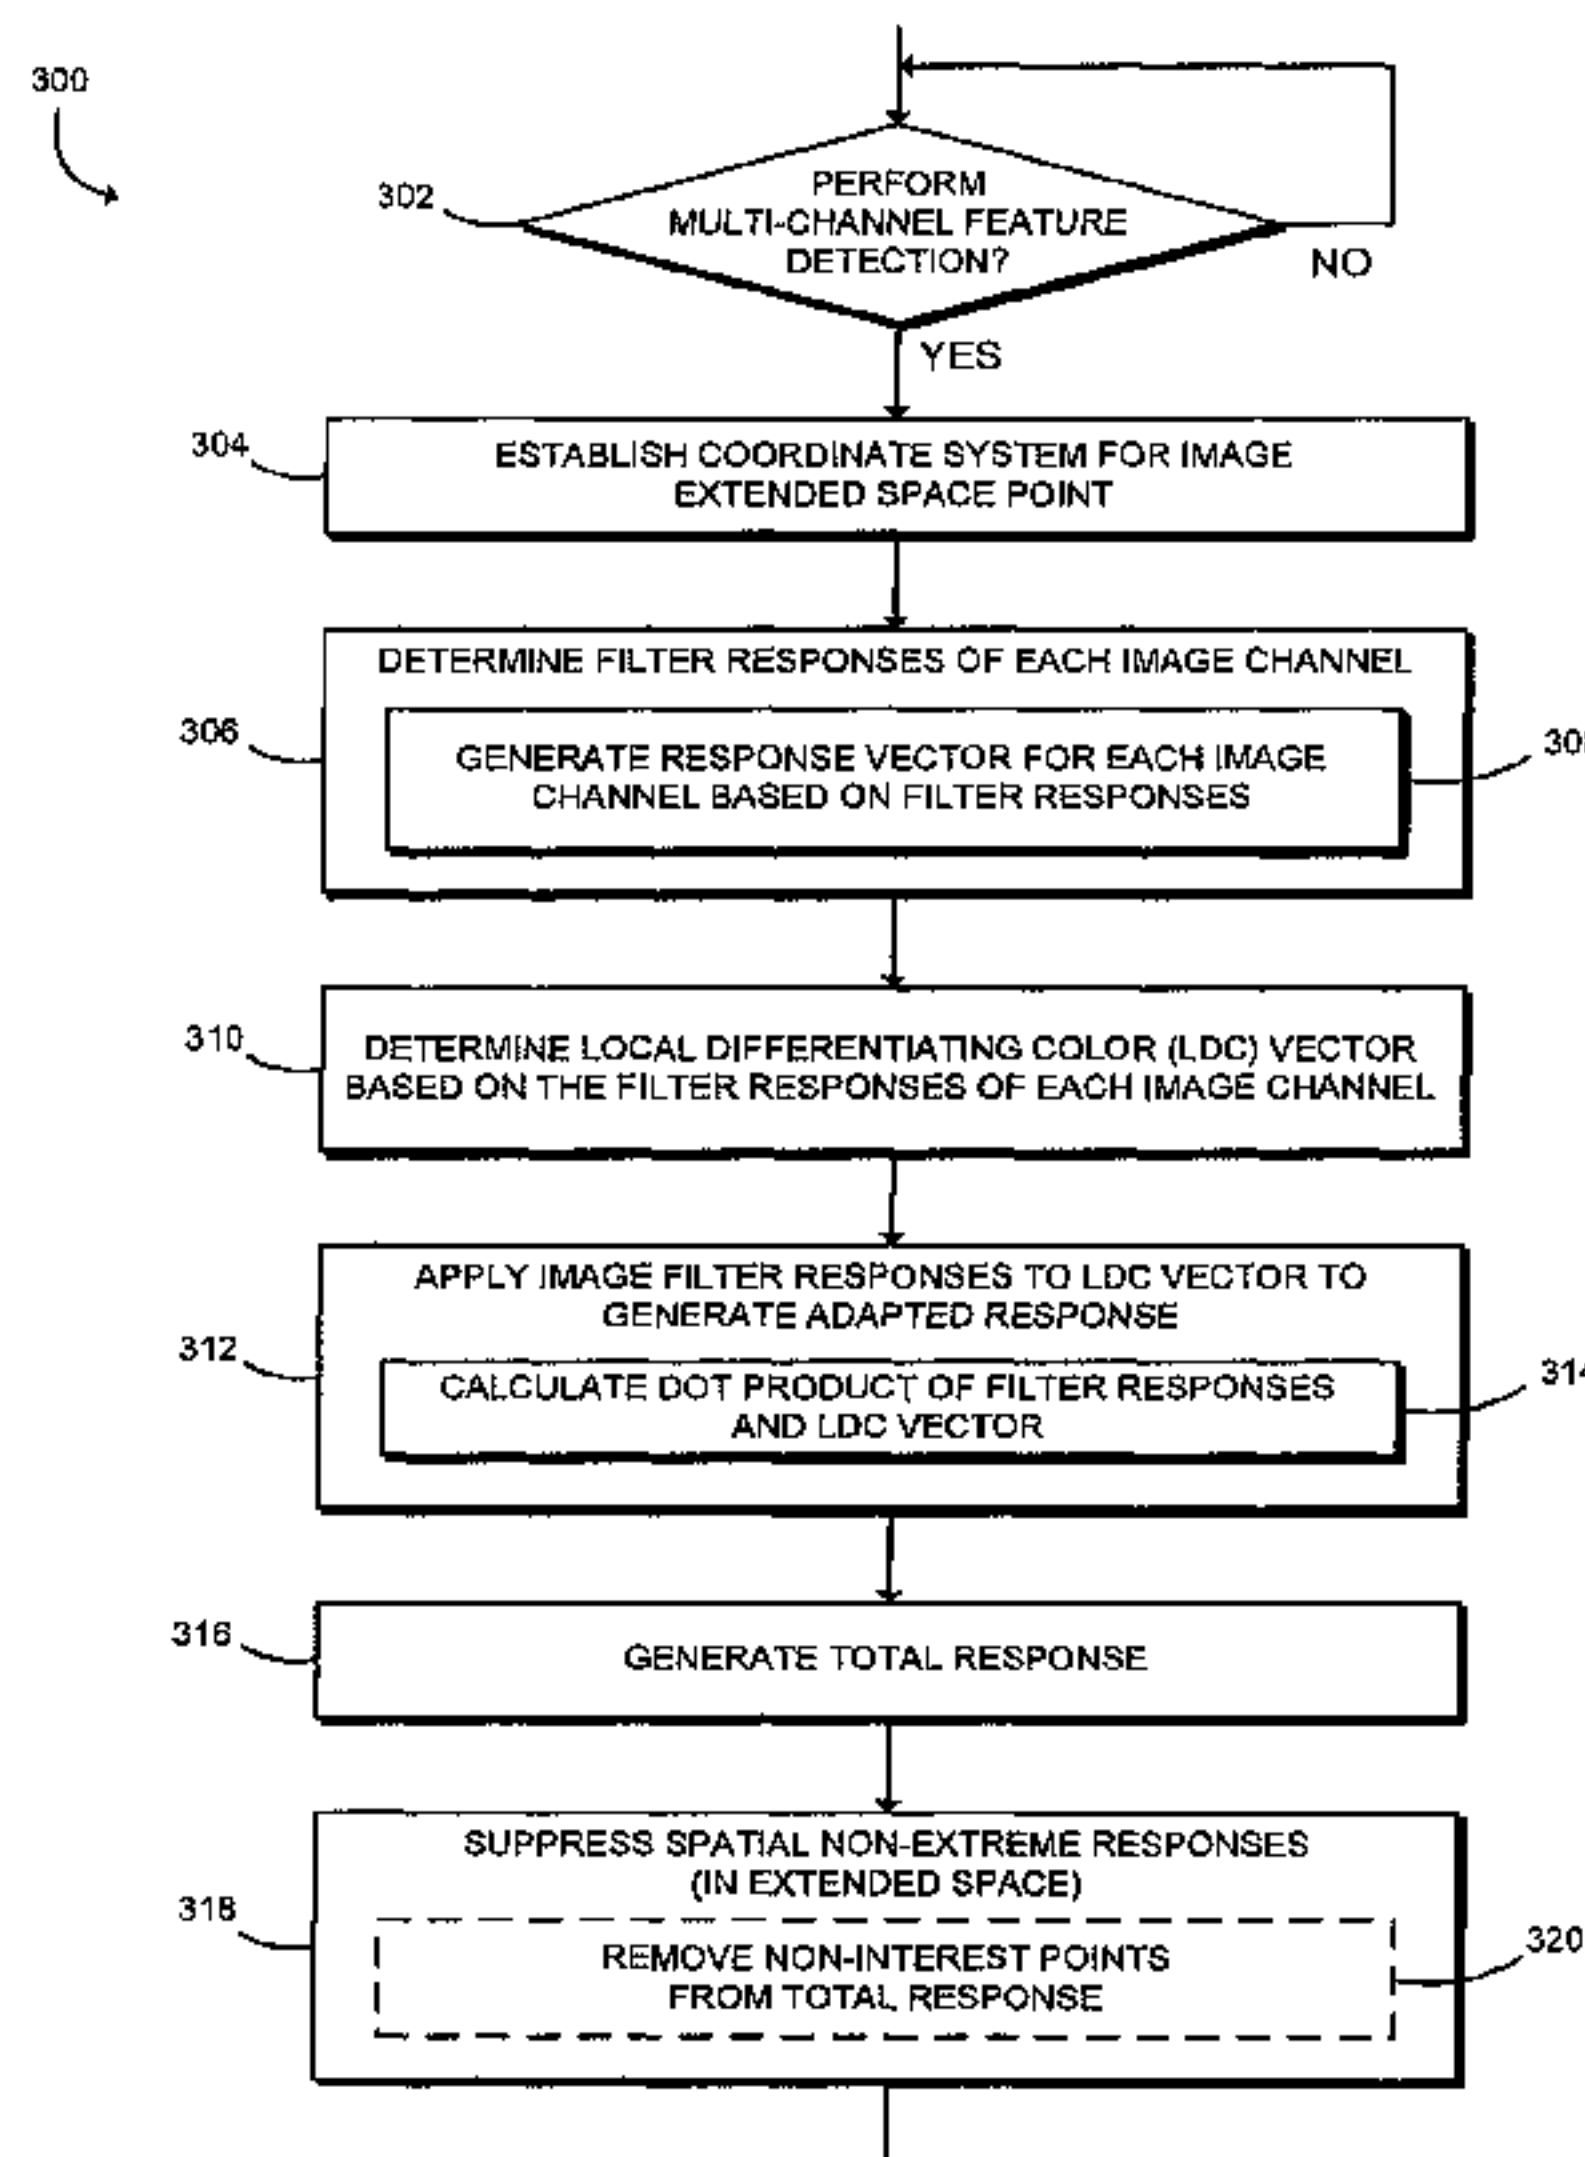 300
302
PERFORM
MULTI-CHANNEL FEATURE
DETECTION?
NO
YES
304
ESTABLISH COORDINATE SYSTEM FOR IMAGE
EXTENDED SPACE POINT
DETERMINE FILTER RESPONSES OF EACH IMAGE CHANNEL
306
GENERATE RESPONSE VECTOR FOR EACH IMAGE
CHANNEL BASED ON FILTER RESPONSES
310
DETERMINE LOCAL DIFFERENTIATING COLOR (LDC) VECTOR
BASED ON THE FILTER RESPONSES OF EACH IMAGE CHANNEL
APPLY IMAGE FILTER RESPONSES TO LDC VECTOR TO
GENERATE ADAPTED RESPONSE
312
CALCULATE DOT PRODUCT OF FILTER RESPONSES
AND LDC VECTOR
314
316
GENERATE TOTAL RESPONSE
SUPPRESS SPATIAL NON-EXTREME RESPONSES
(IN EXTENDED SPACE)
318
REMOVE NON-INTEREST POINTS
FROM TOTAL RESPONSE
320